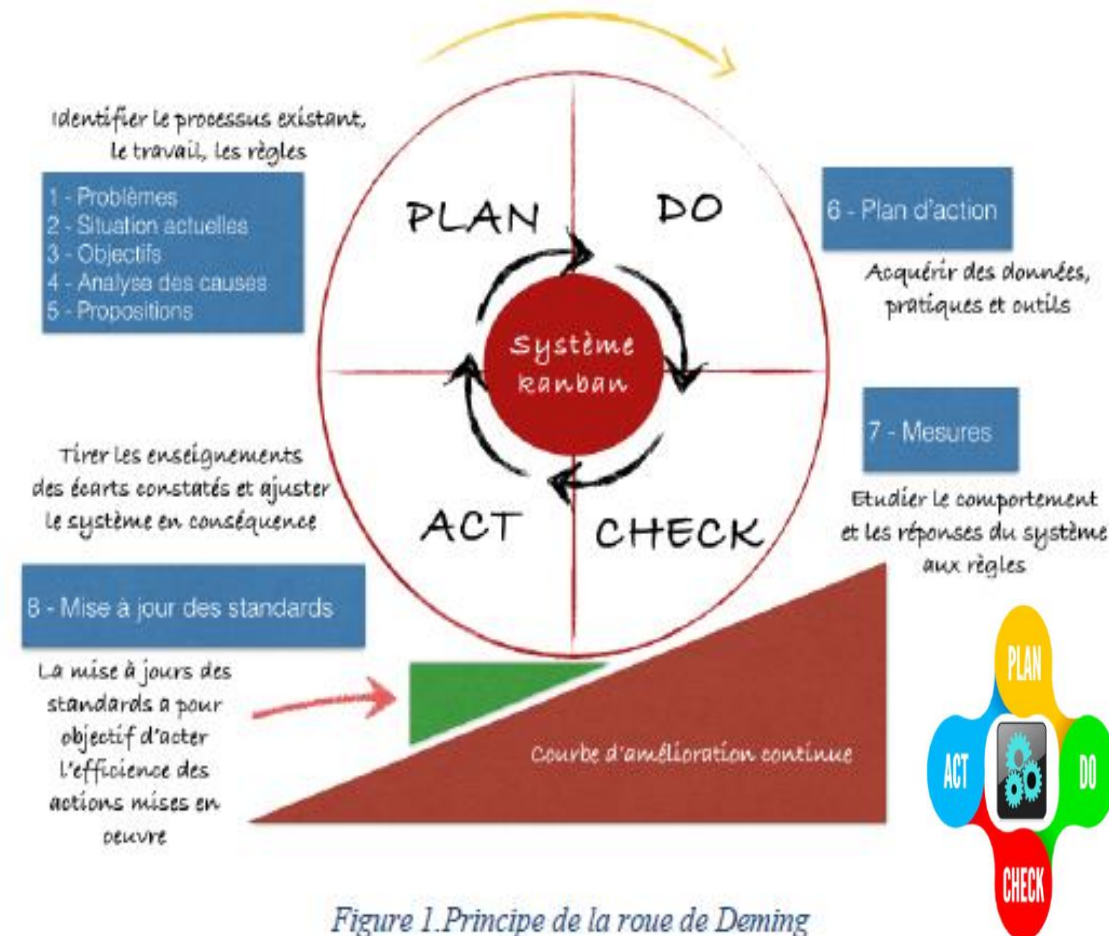 Identifier le processus existant,
le travail, les règles
1 - Problèmes
2 - Situation actuelles
3 - Objectifs
4 - Analyse des causes
5 - Propositions
PLAN
DO
6 - Plan d'action
Acquérir des données,
pratiques et outils
Système
kanban
7 - Mesures
Etudier le comportement
et les réponses du système
aux règles
Tirer les enseignements
des écarts constatés et ajuster
le système en conséquence
ACT
CHECK
8 - Mise à jour des standards
La mise à jours des
standards a pour
objectif d'acter
l'efficience des
actions mises en
oeuvre
Courbe d'amélioration continue
PLAN
ACT
DO
CHECK
Figure 1.Principe de la roue de Deming